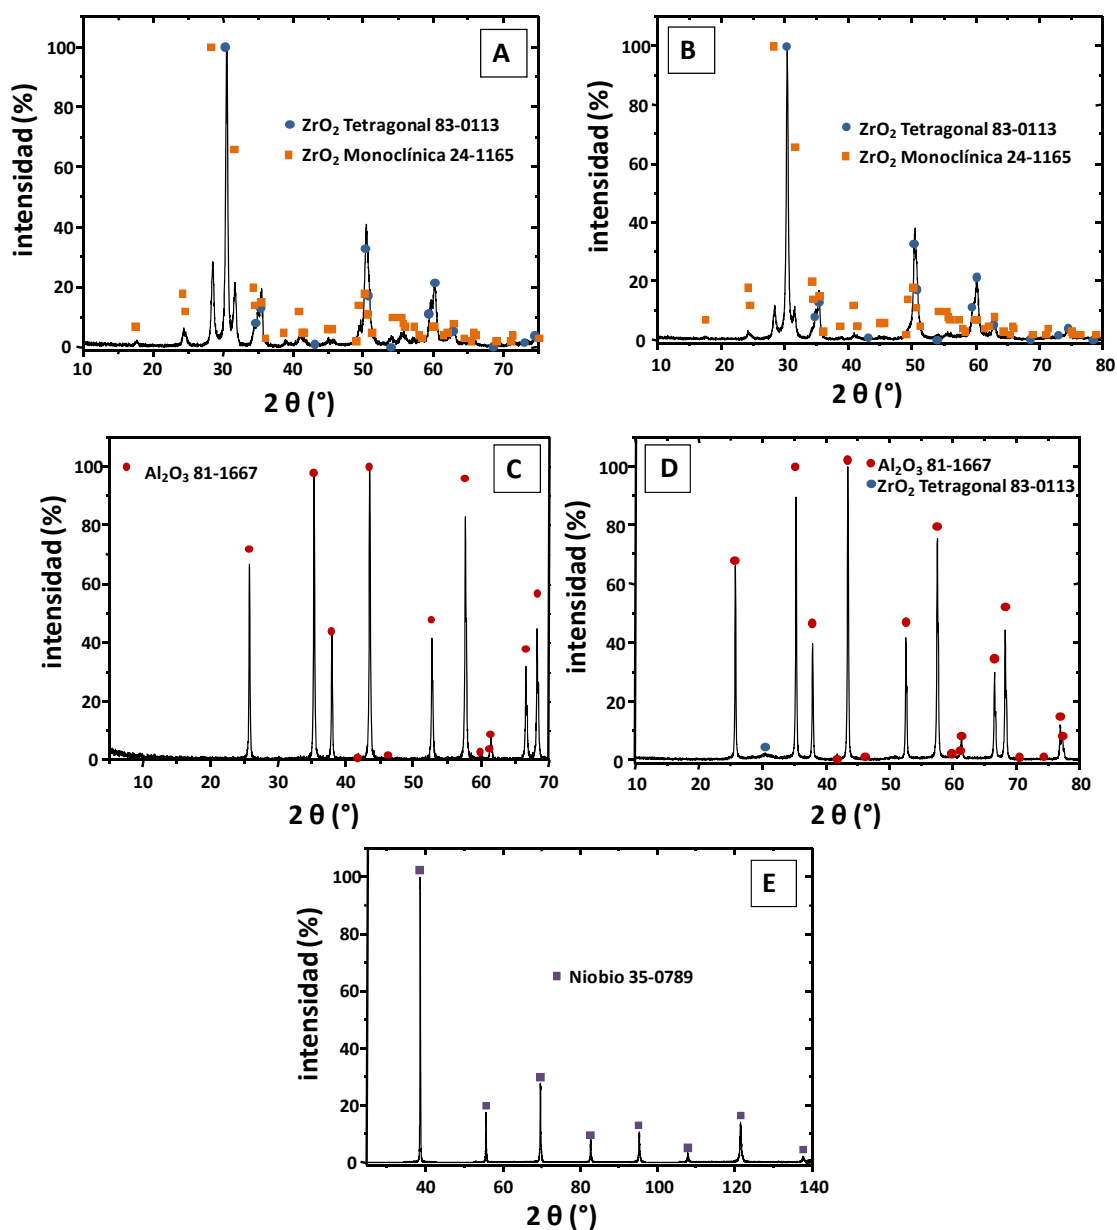 A
intensidad (%)
100
80
60
40
20
0
ZrO₂ Tetragonal 83-0113
ZrO₂ Monoclínica 24-1165
10 20 30 40 50 60 70
2 θ (°)
B
intensidad (%)
100
80
60
40
20
0
ZrO₂ Tetragonal 83-0113
ZrO₂ Monoclínica 24-1165
10 20 30 40 50 60 70 80
2 θ (°)
C
intensidad (%)
100
80
60
40
20
0
Al₂O₃ 81-1667
10 20 30 40 50 60 70
2 θ (°)
D
intensidad (%)
100
80
60
40
20
0
Al₂O₃ 81-1667
ZrO₂ Tetragonal 83-0113
10 20 30 40 50 60 70 80
2 θ (°)
E
intensidad (%)
100
80
60
40
20
0
Niobio 35-0789
40 60 80 100 120 140
2 θ (°)